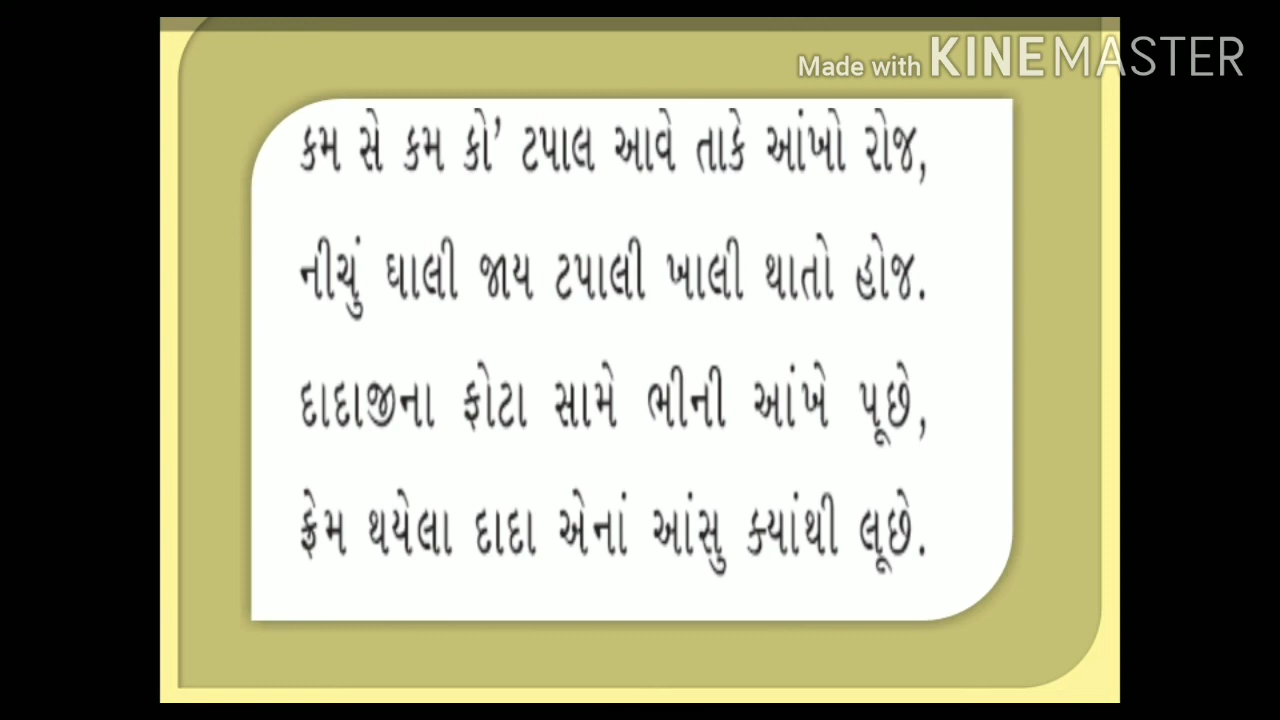 Made with KINEMASTER
કમ સે કમ કો’ ટપાલ આવે તાકે આંખો રોજ,
નીચું ઘાલી જાય ટપાલી ખાલી થાતો હોજ.
દાદાજીના ફોટા સામે ભીની આંખે પૂછે,
ફ્રેમ થયેલા દાદા એનાં આંસુ ક્યાંથી લૂછે.